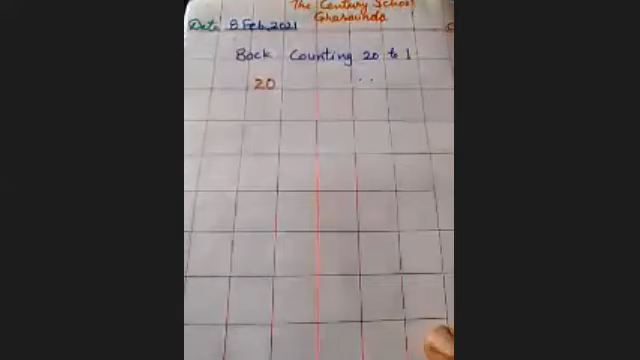 The Century School
Gharaunda
Date 8 Feb, 2021
Back Counting 20 to 1
20